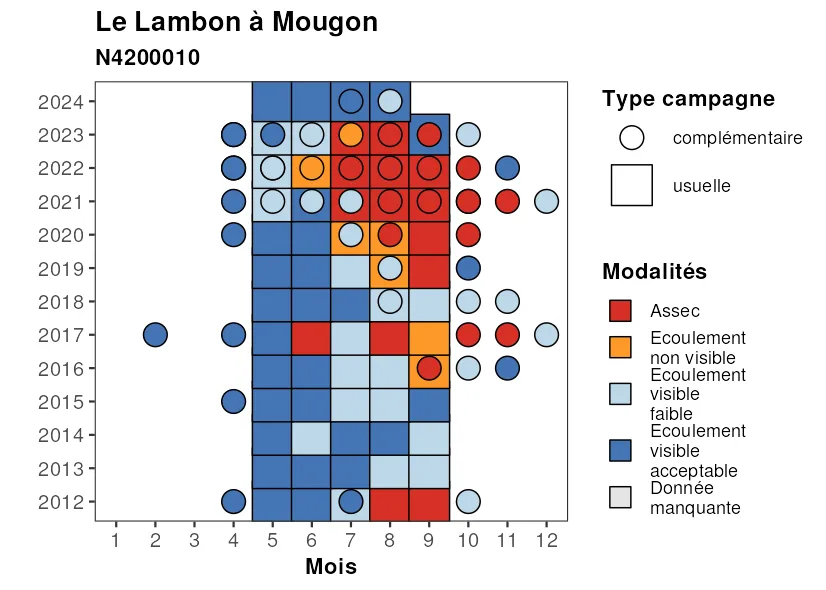 Le Lambon à Mougon
N4200010
2024
2023
2022
2021
2020
2019
2018
2017
2016
2015
2014
2013
2012
1 2 3 4 5 6 7 8 9 10 11 12
Mois
Type campagne
complémentaire
usuelle
Modalités
Assec
Ecoulement
non visible
Ecoulement
visible
faible
Ecoulement
visible
acceptable
Donnée
manquante